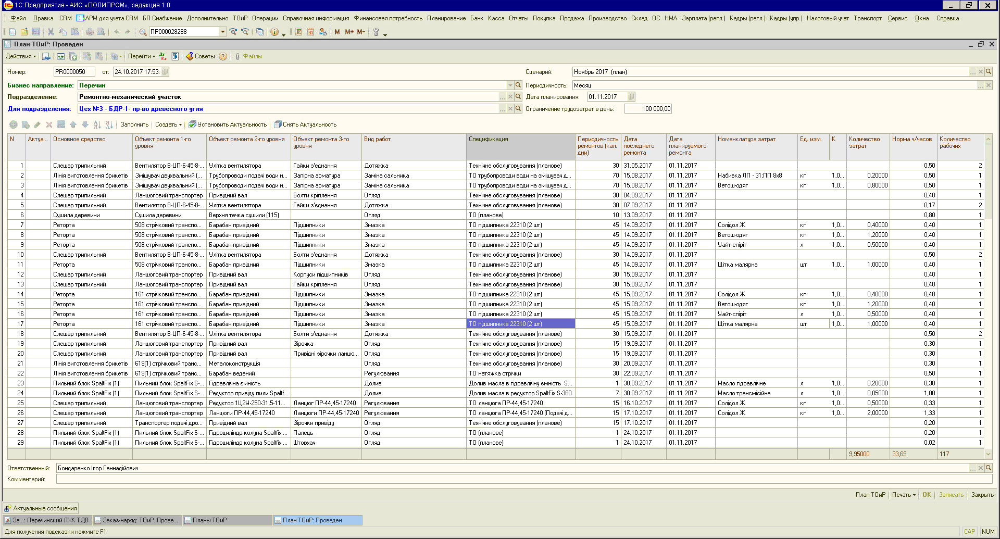 1С:Предприятие - АИС «ПОЛИПРОМ», редакция 1.0
Файл Правка CRM АРМ для учета CRM БП Снабжение Дополнительно ТОиР Операции Справочная информация Финансовая потребность Планирование Банк Касса Отчеты Покупка Продажа Производство Склад ОС НМА Зарплата (регл.) Кадры (регл.) Кадры (упр.) Налоговый учет Транспорт Сервис Окна Справка
ПР000028288 M M+ M-
План ТОиР: Проведен
Действия Перейти Советы Файлы
Номер: PR0000050 от: 24.10.2017 17:53: Сценарий: Ноябрь 2017 (план)
Бизнес направление: Перечин Периодичность: Месяц
Подразделение: Ремонтно-механический участок Дата планирования: 01.11.2017
Для подразделения: Цех №3 - БДР-1- пр-во древесного угля Ограничение трудозатрат в день: 100 000,00
Заполнить Создать Установить Актуальность Снять Актуальность
N Актуа... Основное средство Объект ремонта 1-го уровня Объект ремонта 2-го уровня Объект ремонта 3-го уровня Вид работ Спецификация Периодичность ремонтов (кал. дни) Дата последнего ремонта Дата планируемого ремонта Номенклатура затрат Ед. изм. К Количество затрат Норма ч/часов Количество рабочих
1 Слешар трипильний Вентилятор В-ЦП-6-45-8-... Улітка вентилятора Гайки з'єднання Дотяжка Технічне обслуговування (планове) 30 31.05.2017 01.11.2017 0,50 2
2 Лінія виготовлення брикетів Змішувач двухвальний (... Трубопроводи подачі води н... Запірна арматура Заміна сальника ТО трубопроводи води на змішувач д... 70 15.08.2017 01.11.2017 Набивка ЛП - 31;ПП 8х8 кг 1,0... 0,20000 0,50 1
3 Лінія виготовлення брикетів Змішувач двухвальний (... Трубопроводи подачі води н... Запірна арматура Заміна сальника ТО трубопроводи води на змішувач д... 70 15.08.2017 01.11.2017 Ветош-одяг кг 1,0... 0,80000 0,50 1
4 Слешар трипильний Ланцюговий транспортер Привідний вал Болти кріплення Огляд Технічне обслуговування (планове) 30 04.09.2017 01.11.2017 0,40 1
5 Слешар трипильний Вентилятор В-ЦП-6-45-8-... Улітка вентилятора Гайки з'єднання Дотяжка Технічне обслуговування (планове) 30 07.09.2017 01.11.2017 0,17 2
6 Сушила деревини Сушила деревини Верхня течка сушили (115) Огляд ТО (планове) 10 13.09.2017 01.11.2017 0,80 1
7 Реторта 508 стрічковий транспо... Барабан привідний Підшипники Змазка ТО підшипника 22310 (2 шт) 45 14.09.2017 01.11.2017 Солідол Ж кг 1,0... 0,40000 0,40 1
8 Реторта 508 стрічковий транспо... Барабан привідний Підшипники Змазка ТО підшипника 22310 (2 шт) 45 14.09.2017 01.11.2017 Ветош-одяг кг 1,0... 1,20000 0,40 1
9 Реторта 508 стрічковий транспо... Барабан привідний Підшипники Змазка ТО підшипника 22310 (2 шт) 45 14.09.2017 01.11.2017 Уайт-спіріт л 1,0... 0,50000 0,40 1
10 Слешар трипильний Вентилятор В-ЦП-6-45-8-... Улітка вентилятора Болти з'єднання Дотяжка Технічне обслуговування (планове) 30 14.09.2017 01.11.2017 0,50 2
11 Реторта 508 стрічковий транспо... Барабан привідний Підшипники Змазка ТО підшипника 22310 (2 шт) 45 14.09.2017 01.11.2017 Щітка малярна шт 1,0... 1,00000 0,40 1
12 Слешар трипильний Ланцюговий транспортер Привідний вал Корпуси підшипників Огляд Технічне обслуговування (планове) 30 15.09.2017 01.11.2017 0,40 1
13 Слешар трипильний Ланцюговий транспортер Привідний вал Гайки кріплення Огляд Технічне обслуговування (планове) 30 15.09.2017 01.11.2017 0,40 1
14 Реторта 161 стрічковий транспо... Барабан привідний Підшипники Змазка ТО підшипника 22310 (2 шт) 45 15.09.2017 01.11.2017 Солідол Ж кг 1,0... 0,40000 0,40 1
15 Реторта 161 стрічковий транспо... Барабан привідний Підшипники Змазка ТО підшипника 22310 (2 шт) 45 15.09.2017 01.11.2017 Ветош-одяг кг 1,0... 1,20000 0,40 1
16 Реторта 161 стрічковий транспо... Барабан привідний Підшипники Змазка ТО підшипника 22310 (2 шт) 45 15.09.2017 01.11.2017 Уайт-спіріт л 1,0... 0,50000 0,40 1
17 Реторта 161 стрічковий транспо... Барабан привідний Підшипники Змазка ТО підшипника 22310 (2 шт) 45 15.09.2017 01.11.2017 Щітка малярна шт 1,0... 1,00000 0,40 1
18 Слешар трипильний Вентилятор В-ЦП-6-45-8-... Улітка вентилятора Болти з'єднання Дотяжка Технічне обслуговування (планове) 30 15.09.2017 01.11.2017 0,50 2
19 Слешар трипильний Ланцюговий транспортер Привідний вал Зірочка Огляд Технічне обслуговування (планове) 15 19.09.2017 01.11.2017 0,30 1
20 Слешар трипильний Ланцюговий транспортер Привідний вал Привідні зірочки ланцю... Огляд Технічне обслуговування (планове) 15 19.09.2017 01.11.2017 0,30 1
21 Лінія виготовлення брикетів 619(1) стрічковий транс... Металоконструкція Огляд Технічне обслуговування (планове) 30 20.09.2017 01.11.2017 0,30 1
22 Лінія виготовлення брикетів 619(1) стрічковий транс... Барабан ведений Регулювання ТО натяжка стрічки 30 22.09.2017 01.11.2017 0,50 1
23 Пильний блок SpaltFix (1) Пильний блок SpaltFix S-... Гідравлічна ємність Долив Долив масла в гідравлічну ємність S... 1 30.09.2017 01.11.2017 Масло гідравлічне л 1,0... 0,20000 0,30 1
24 Пильний блок SpaltFix (1) Пильний блок SpaltFix S-... Редуктор привіду пили Spaltf... Долив Долив масла в редуктор SpaltFix S-360 7 30.09.2017 01.11.2017 Масло трансмісійне л 1,0... 0,05000 1,00 1
25 Слешар трипильний Ланцюговий транспортер Редуктор 1Ц2У-250-31,5-11... Ланцюг ПР-44,45-17240 Регулювання ТО ланцюга ПР-44,45-17240 15 16.10.2017 01.11.2017 Солідол Ж кг 1,0... 0,50000 0,33 1
26 Слешар трипильний Ланцюговий транспортер Ланцюги ПР-44,45-17240 Ланцюги ПР-44,45-17240 Регулювання ТО ланцюга ПР-44,45-17240 (Подачі д... 15 17.10.2017 01.11.2017 Солідол Ж кг 1,0... 2,00000 1,33 1
27 Слешар трипильний Транспортер подачі дро... Привідний вал Зірочки привіду Огляд Технічне обслуговування (планове) 15 17.10.2017 01.11.2017 0,20 1
28 Пильний блок SpaltFix (1) Пильний блок SpaltFix S-... Гідроциліндр колуна Spaltfix ... Палець Огляд ТО (планове) 1 24.10.2017 01.11.2017 0,20 1
29 Пильний блок SpaltFix (1) Пильний блок SpaltFix S-... Гідроциліндр колуна Spaltfix ... Штовхач Огляд ТО (планове) 1 24.10.2017 01.11.2017 0,02 1
9,95000 33,69 117
Ответственный: Бондаренко Ігор Геннадійович
Комментарий:
План ТОиР Печать OK Записать Закрыть
Актуальные сообщения
За...: Перечинский ЛХК ТДВ Заказ-наряд: ТОиР. Прове... Планы ТОиР План ТОиР: Проведен
Для получения подсказки нажмите F1 CAP NUM